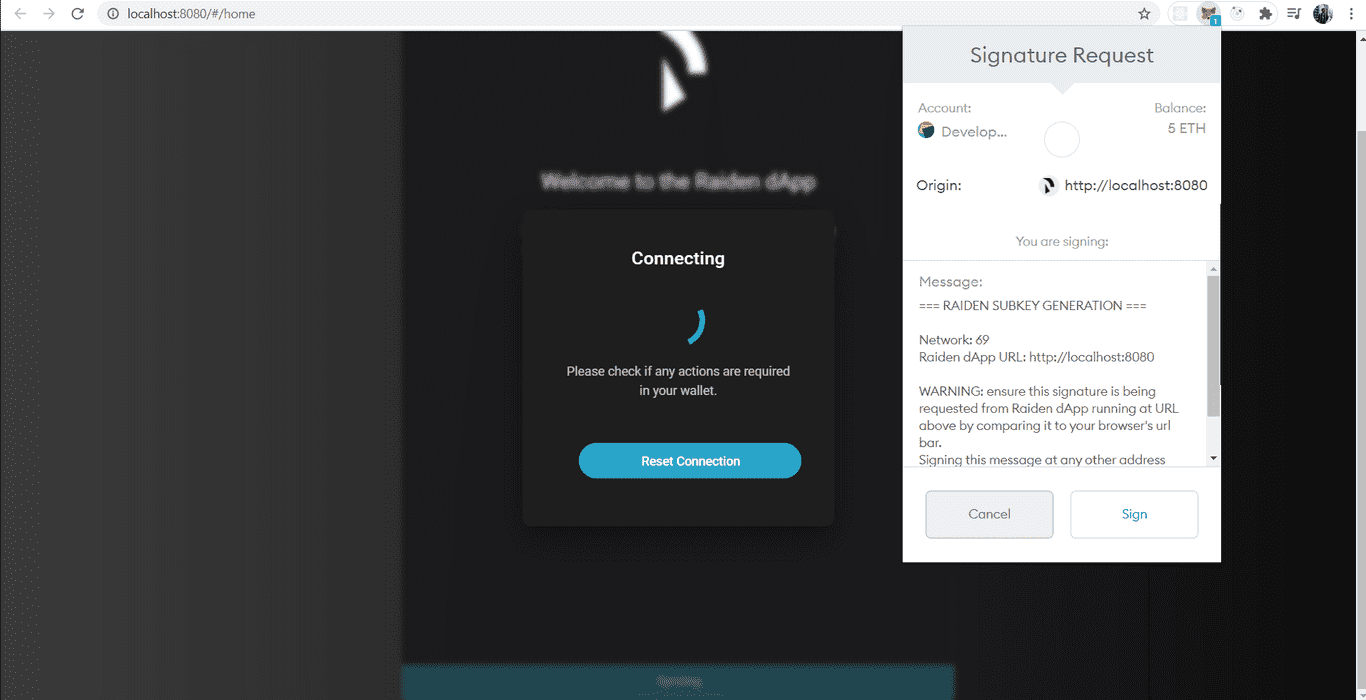 localhost:8080/#/home
1
Signature Request
Account:
Balance:
Develop...
5 ETH
Origin:
http://localhost:8080
You are signing:
Message:
=== RAIDEN SUBKEY GENERATION ===
Network: 69
Raiden dApp URL: http://localhost:8080
WARNING: ensure this signature is being
requested from Raiden dApp running at URL
above by comparing it to your browser's url
bar.
Signing this message at any other address
Cancel
Sign
Welcome to the Raiden dApp
Connecting
Please check if any actions are required
in your wallet.
Reset Connection